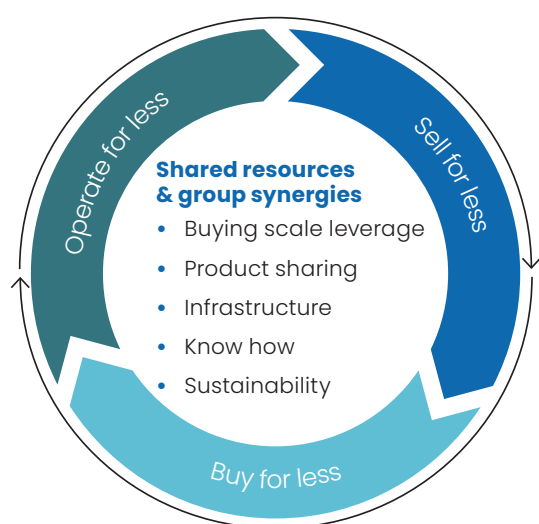 Operate for less
Sell for less
Shared resources
& group synergies
• Buying scale leverage
• Product sharing
• Infrastructure
• Know how
• Sustainability
Buy for less